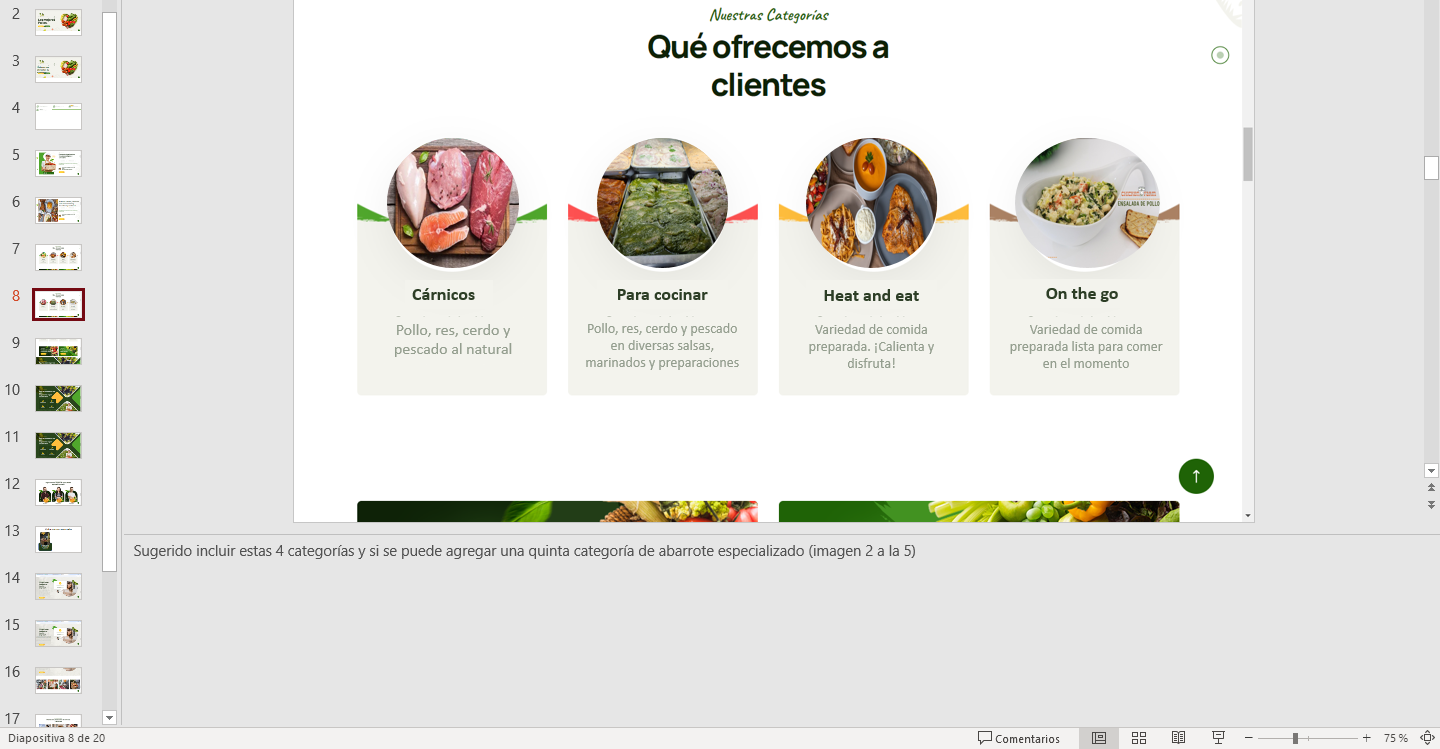 2
3
4
5
6
7
8
9
10
11
12
13
14
15
16
17
Nuestras Categorías
Qué ofrecemos a
clientes
ENSALADA DE POLLO
Cárnicos
Pollo, res, cerdo y
pescado al natural
Para cocinar
Pollo, res, cerdo y pescado
en diversas salsas,
marinados y preparaciones
Heat and eat
Variedad de comida
preparada. ¡Calienta y
disfruta!
On the go
Variedad de comida
preparada lista para comer
en el momento
Sugerido incluir estas 4 categorías y si se puede agregar una quinta categoría de abarrote especializado (imagen 2 a la 5)
Diapositiva 8 de 20
Comentarios
75 %